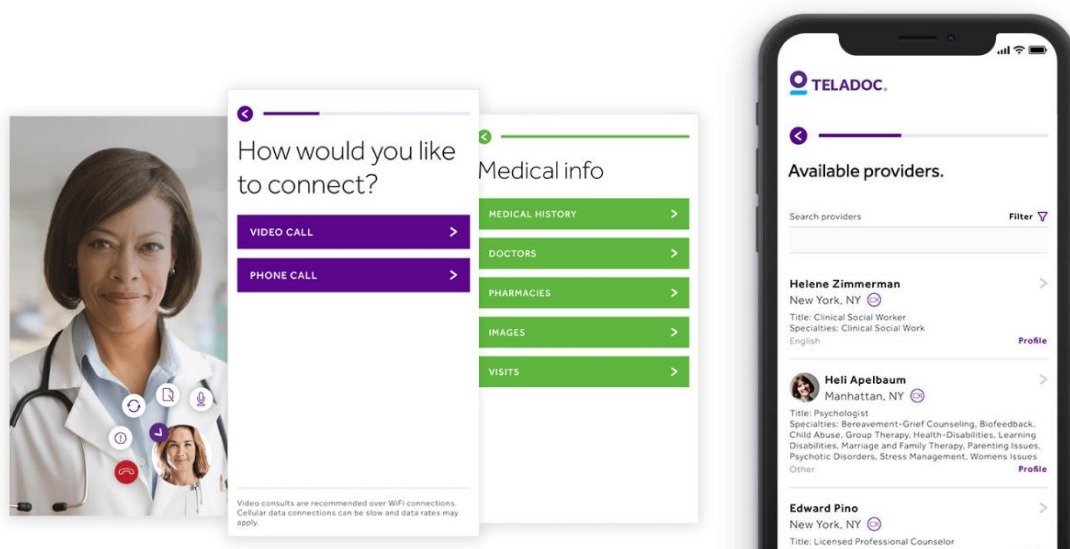 How would you like
to connect?
VIDEO CALL
PHONE CALL
Video consults are recommended over WiFi connections.
Cellular data connections can be slow and data rates may
apply.
Medical info
MEDICAL HISTORY
DOCTORS
PHARMACIES
IMAGES
VISITS
TELADOC.
Available providers.
Search providers
Filter
Helene Zimmerman
New York, NY
Title: Clinical Social Worker
Specialties: Clinical Social Work
English
Profile
Heli Apelbaum
Manhattan, NY
Title: Psychologist
Specialties: Bereavement-Grief Counseling, Biofeedback,
Child Abuse, Group Therapy, Health-Disabilities, Learning
Disabilities, Marriage and Family Therapy, Parenting Issues,
Psychotic Disorders, Stress Management, Womens Issues
Other
Profile
Edward Pino
New York, NY
Title: Licensed Professional Counselor